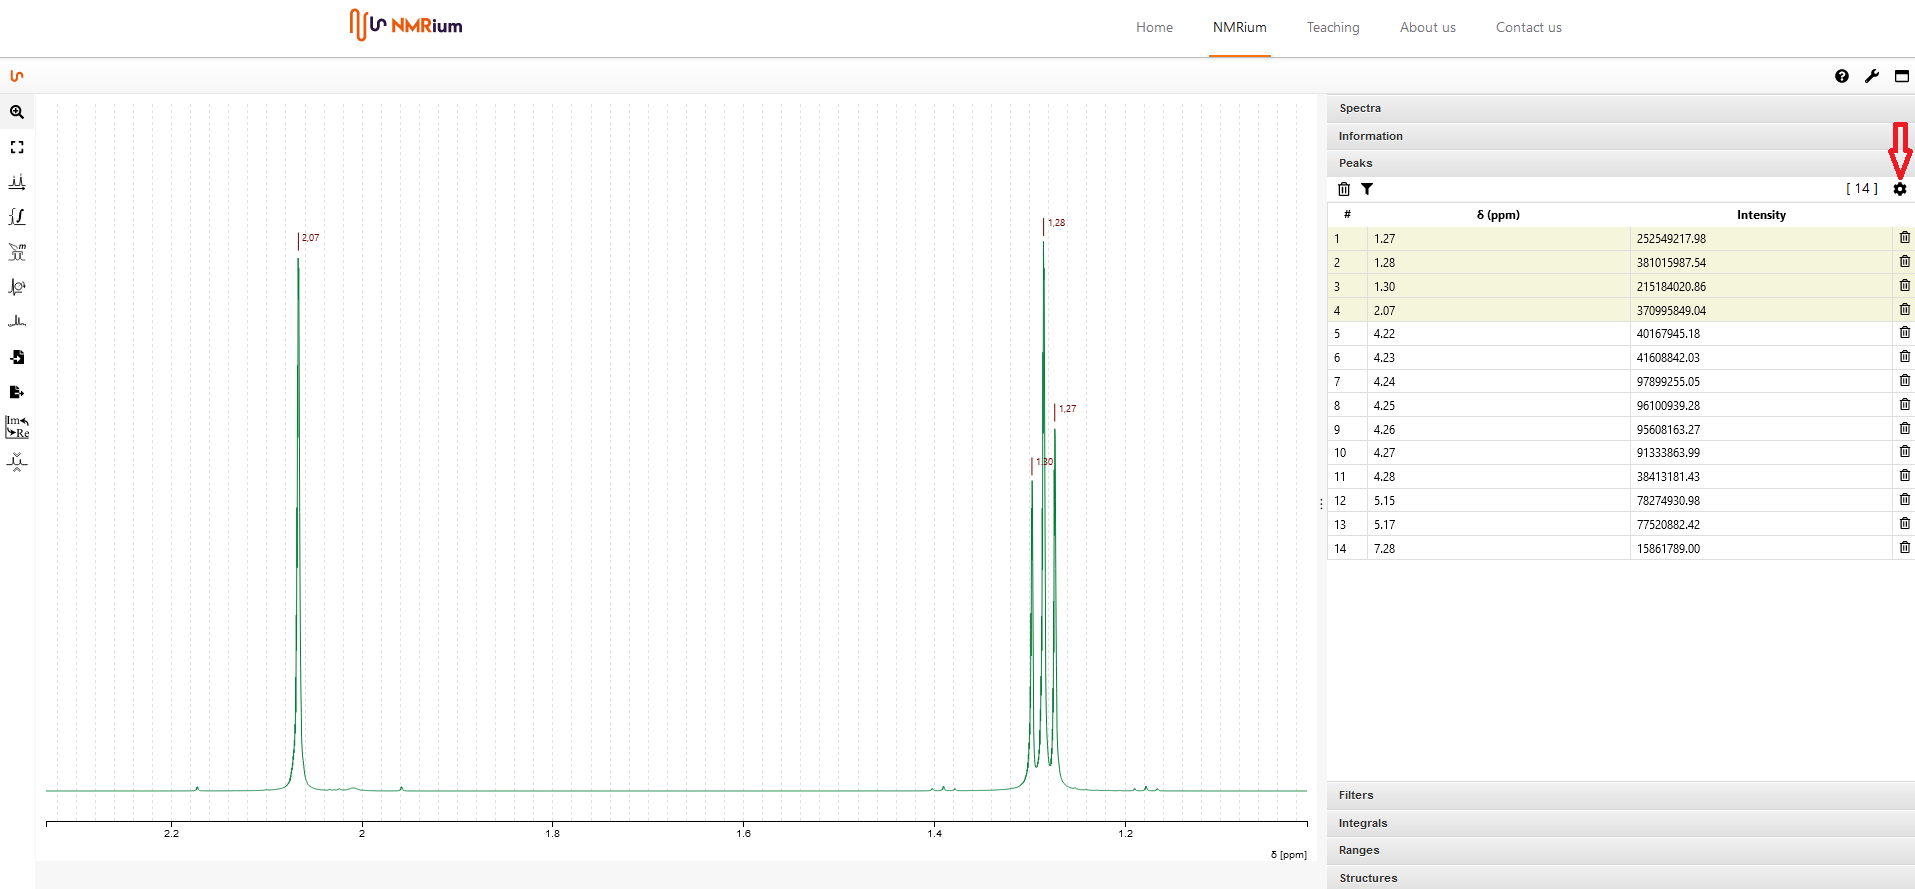 NMRium
Home NMRium Teaching About us Contact us
Spectra
Information
Peaks
[ 14 ]
# δ (ppm) Intensity
1 1.27 252549217.98
2 1.28 381015987.54
3 1.30 215184020.86
4 2.07 370995849.04
5 4.22 40167945.18
6 4.23 41608842.03
7 4.24 97899255.05
8 4.25 96100939.28
9 4.26 95608163.27
10 4.27 91333863.99
11 4.28 38413181.43
12 5.15 78274930.98
13 5.17 77520882.42
14 7.28 15861789.00
Filters
Integrals
Ranges
Structures
m
Im
Re
2,07
1,28
1,27
1,30
2.2 2 1.8 1.6 1.4 1.2
δ [ppm]